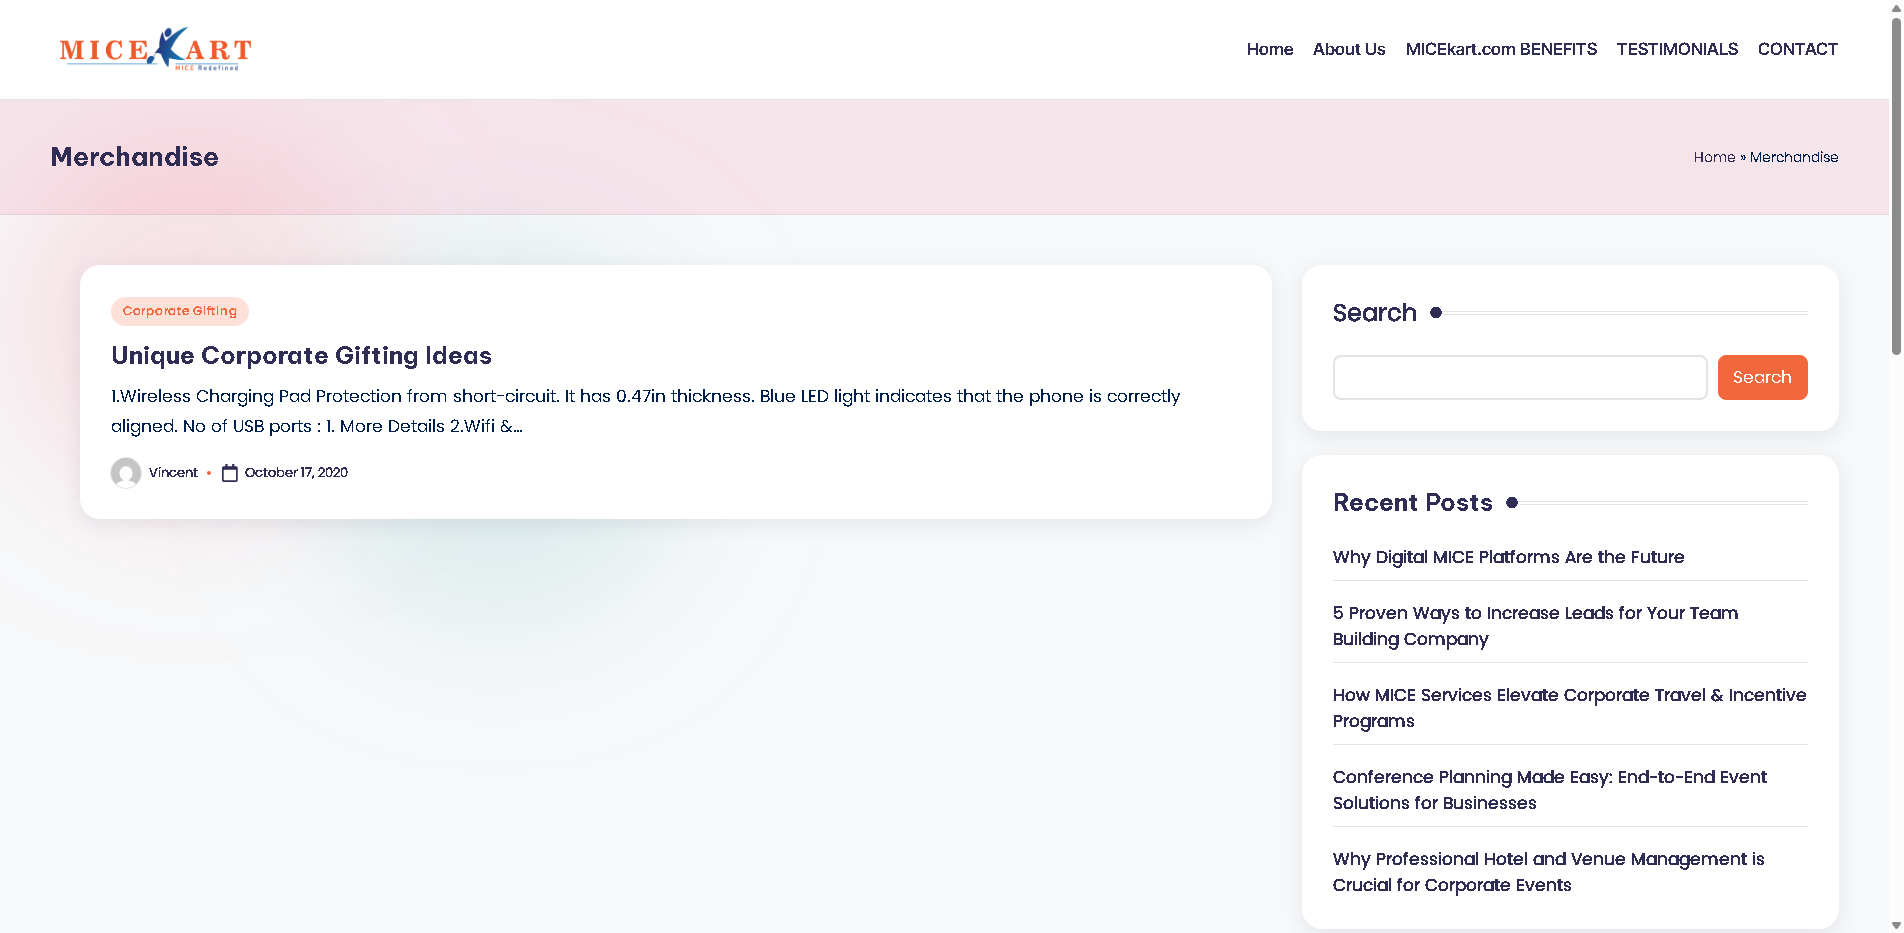 MICEKART
MICE Redefined
Home
About Us
MICEkart.com BENEFITS
TESTIMONIALS
CONTACT
Merchandise
Home » Merchandise
Corporate Gifting
Unique Corporate Gifting Ideas
1.Wireless Charging Pad Protection from short-circuit. It has 0.47in thickness. Blue LED light indicates that the phone is correctly
aligned. No of USB ports : 1. More Details 2.Wifi &...
Vincent • October 17, 2020
Search
Search
Recent Posts
Why Digital MICE Platforms Are the Future
5 Proven Ways to Increase Leads for Your Team
Building Company
How MICE Services Elevate Corporate Travel & Incentive
Programs
Conference Planning Made Easy: End-to-End Event
Solutions for Businesses
Why Professional Hotel and Venue Management is
Crucial for Corporate Events